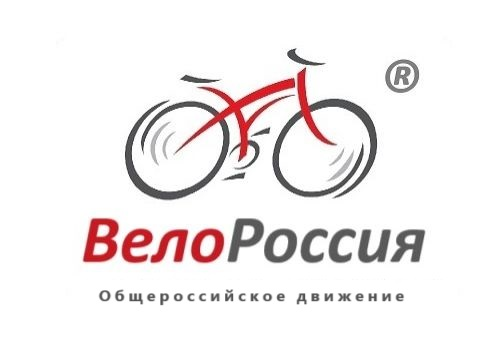 ®
ВелоРоссия
Общероссийское движение